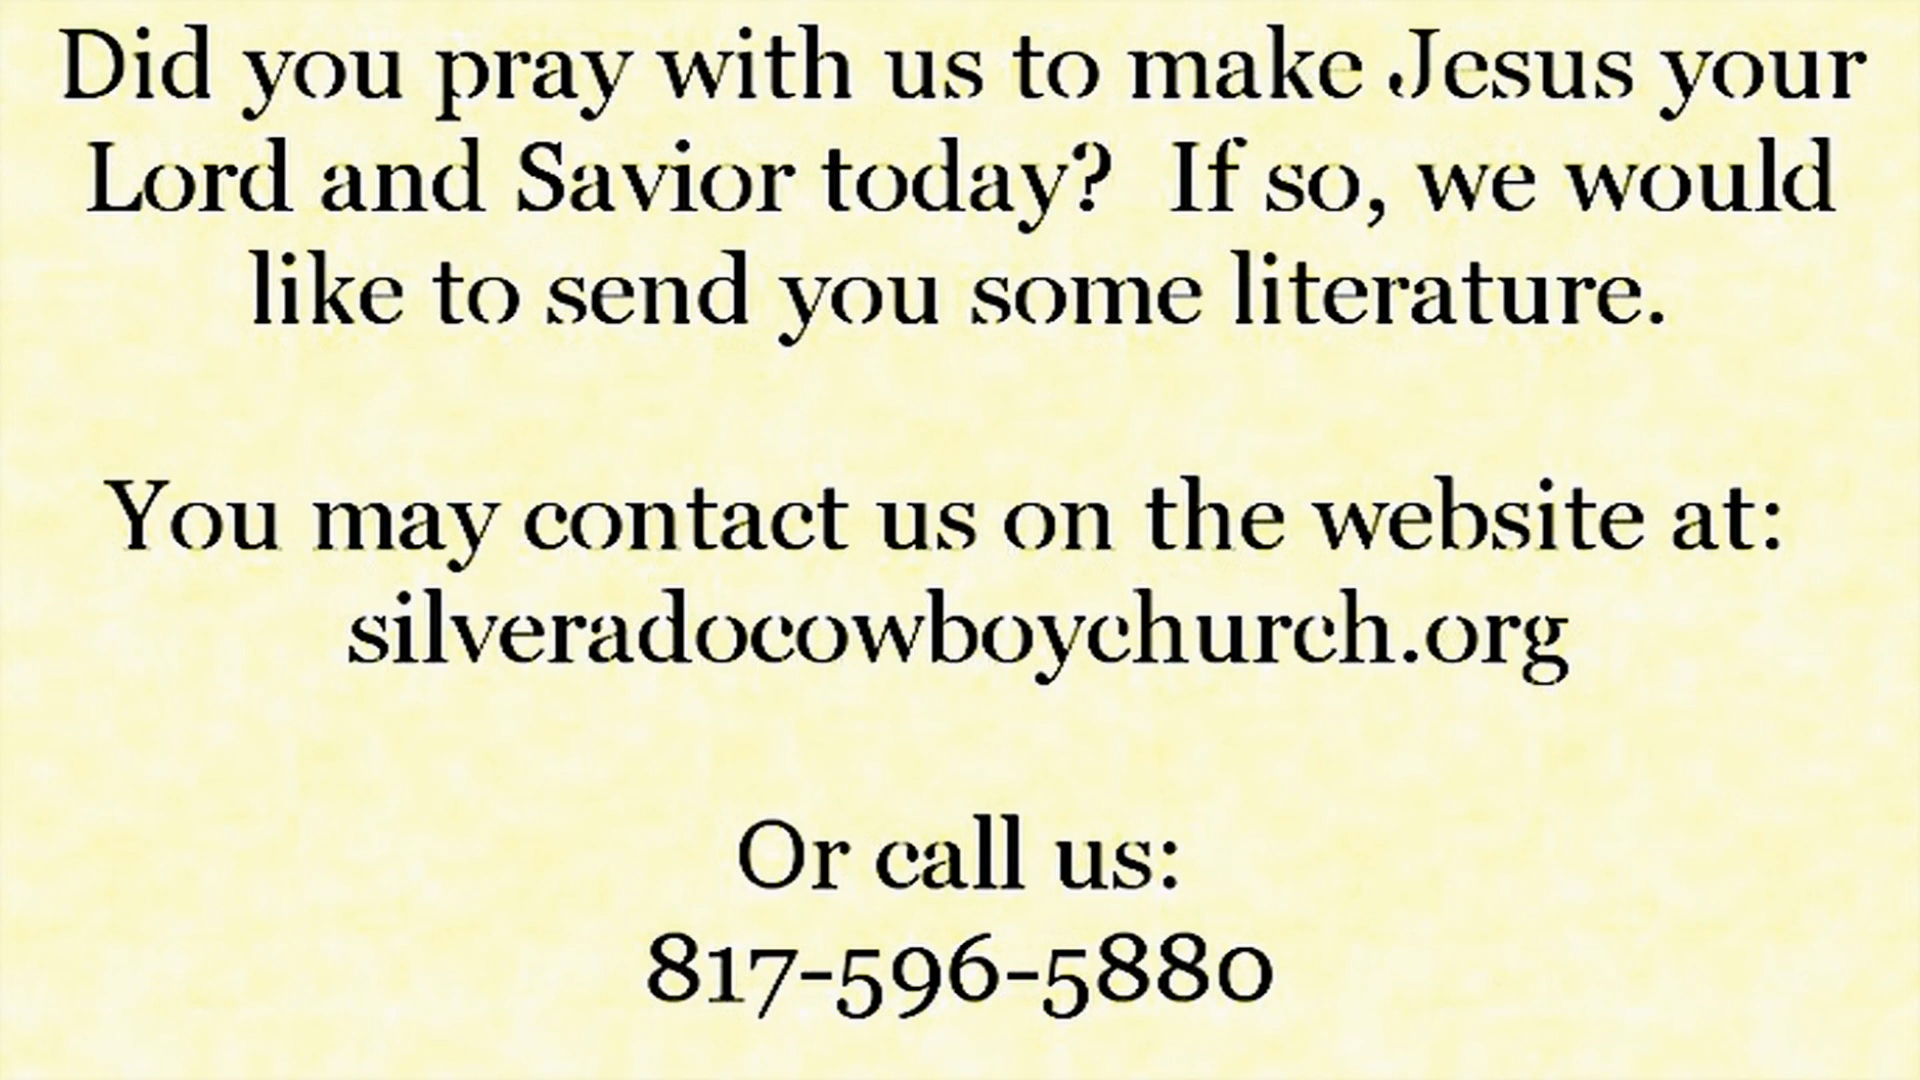 Did you pray with us to make Jesus your
Lord and Savior today?  If so, we would
like to send you some literature.
You may contact us on the website at:
silveradocowboychurch.org
Or call us:
817-596-5880